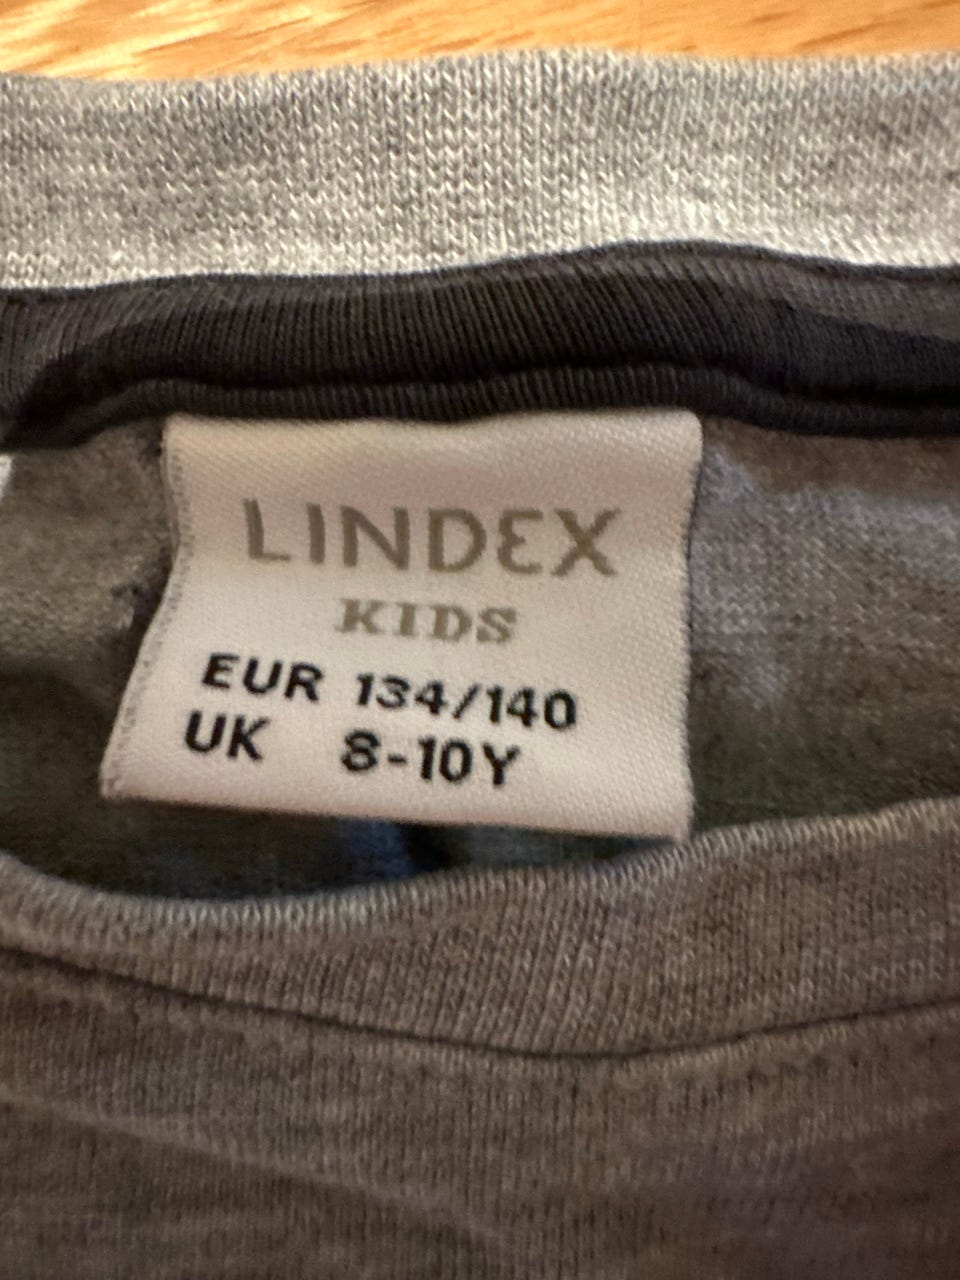 LINDEX
KIDS
EUR 134/140
UK 8-10Y